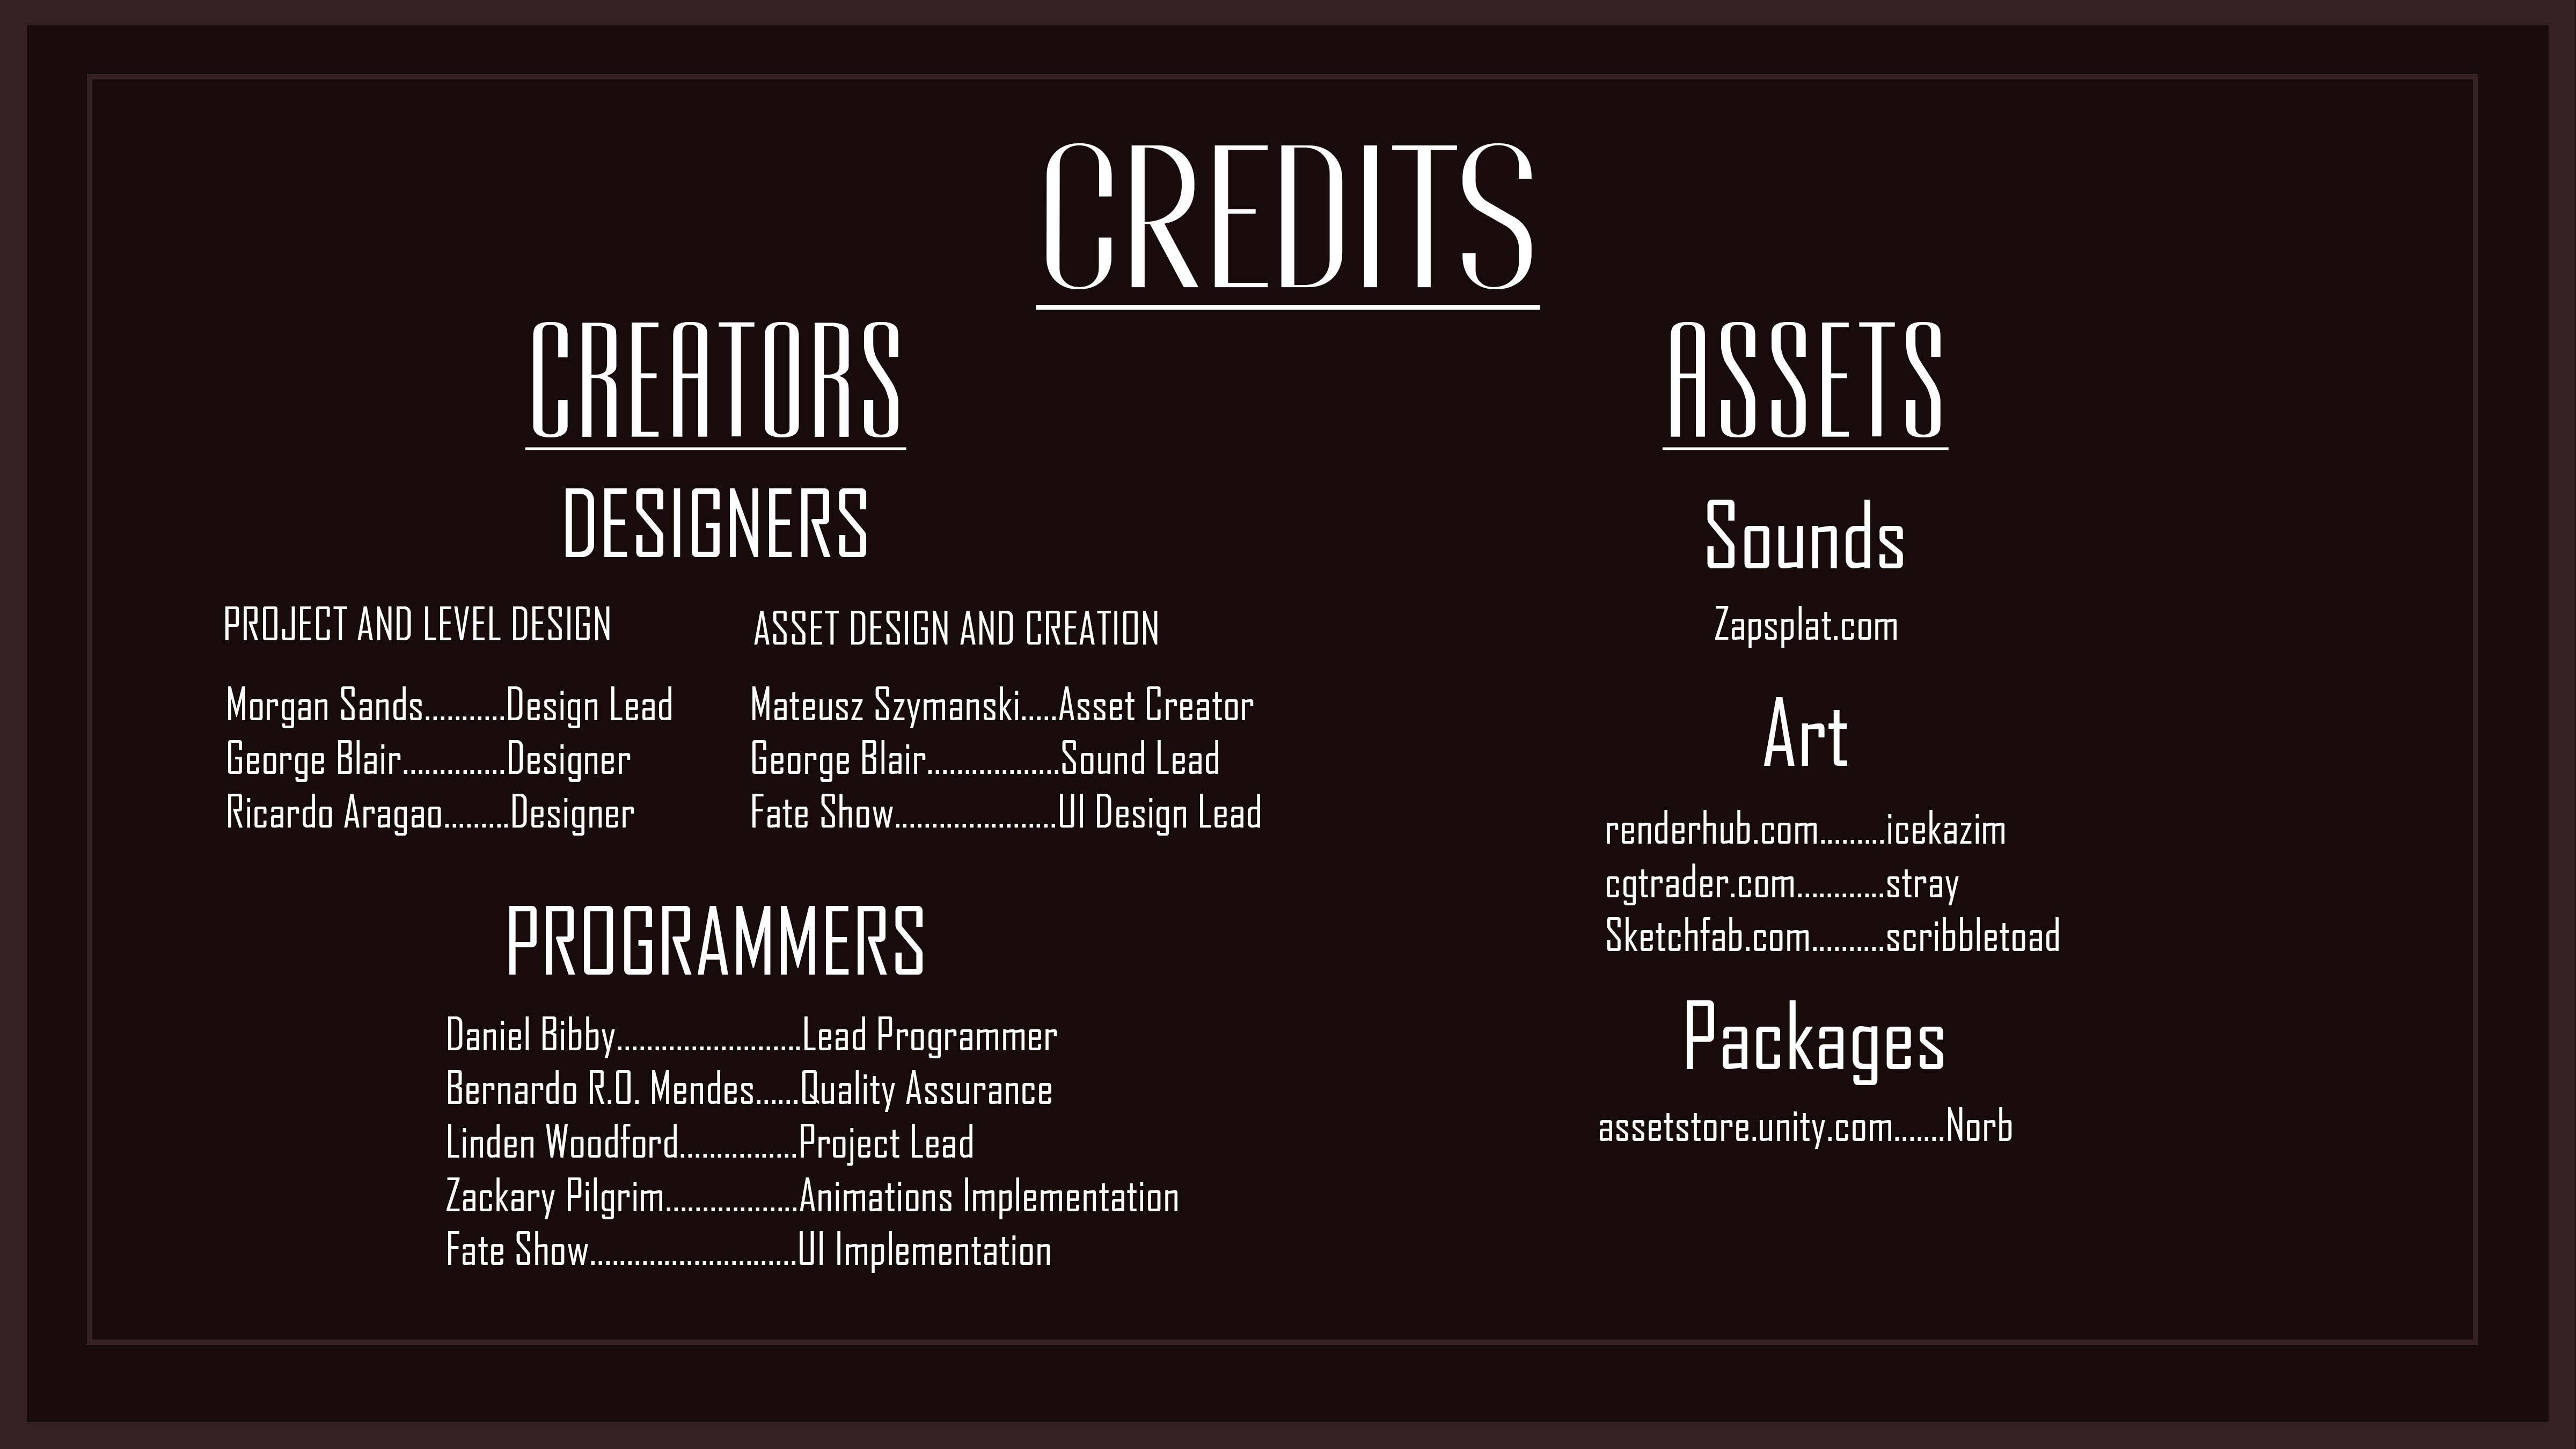 CREDITS
CREATORS
DESIGNERS
PROJECT AND LEVEL DESIGN
Morgan Sands...........Design Lead
George Blair..............Designer
Ricardo Aragao.........Designer
ASSET DESIGN AND CREATION
Mateusz Szymanski.....Asset Creator
George Blair..................Sound Lead
Fate Show......................UI Design Lead
PROGRAMMERS
Daniel Bibby.........................Lead Programmer
Bernardo R.O. Mendes......Quality Assurance
Linden Woodford................Project Lead
Zackary Pilgrim..................Animations Implementation
Fate Show............................UI Implementation
ASSETS
Sounds
Zapsplat.com
Art
renderhub.com.........icekazim
cgtrader.com............stray
Sketchfab.com..........scribbletoad
Packages
assetstore.unity.com.......Norb